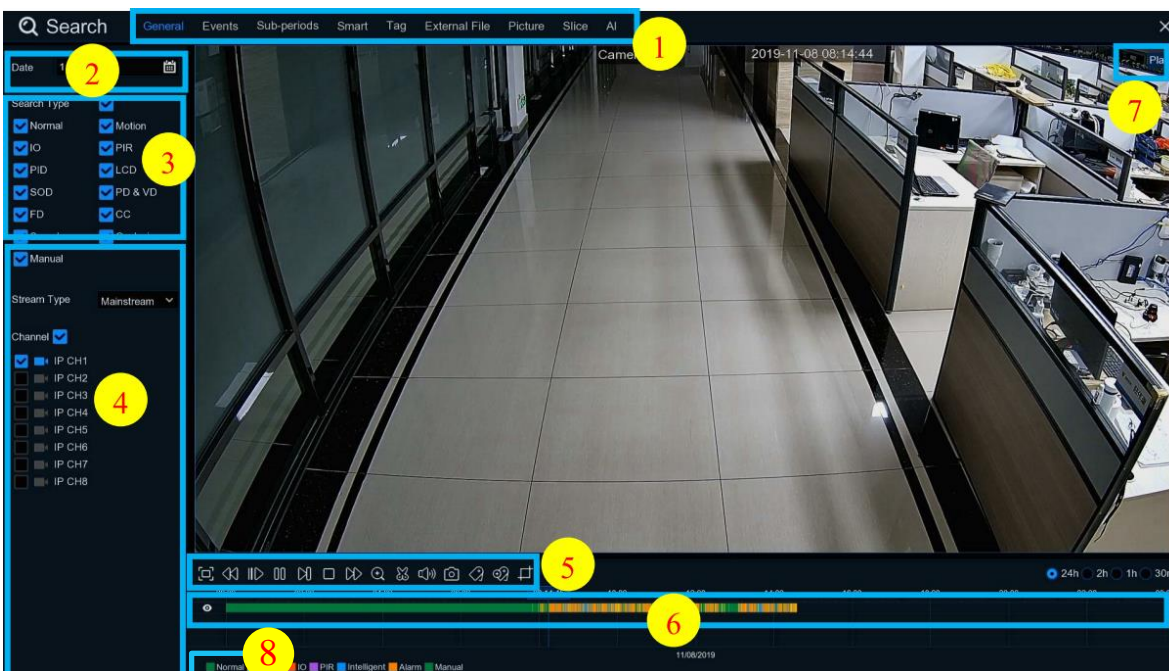 Search
General Events Sub-periods Smart Tag External File Picture Slice AI
1
Date
2
2019-11-08 08:14:44
7
Search Type
Normal Motion
IO PIR
3
PID LCD
SOD PD & VD
FD CC
Manual
Stream Type Mainstream
Channel
IP CH1
IP CH2
IP CH3
4
IP CH4
IP CH5
IP CH6
IP CH7
IP CH8
5
24h 2h 1h
6
11/08/2019
8
Normal IO PIR Intelligent Alarm Manual